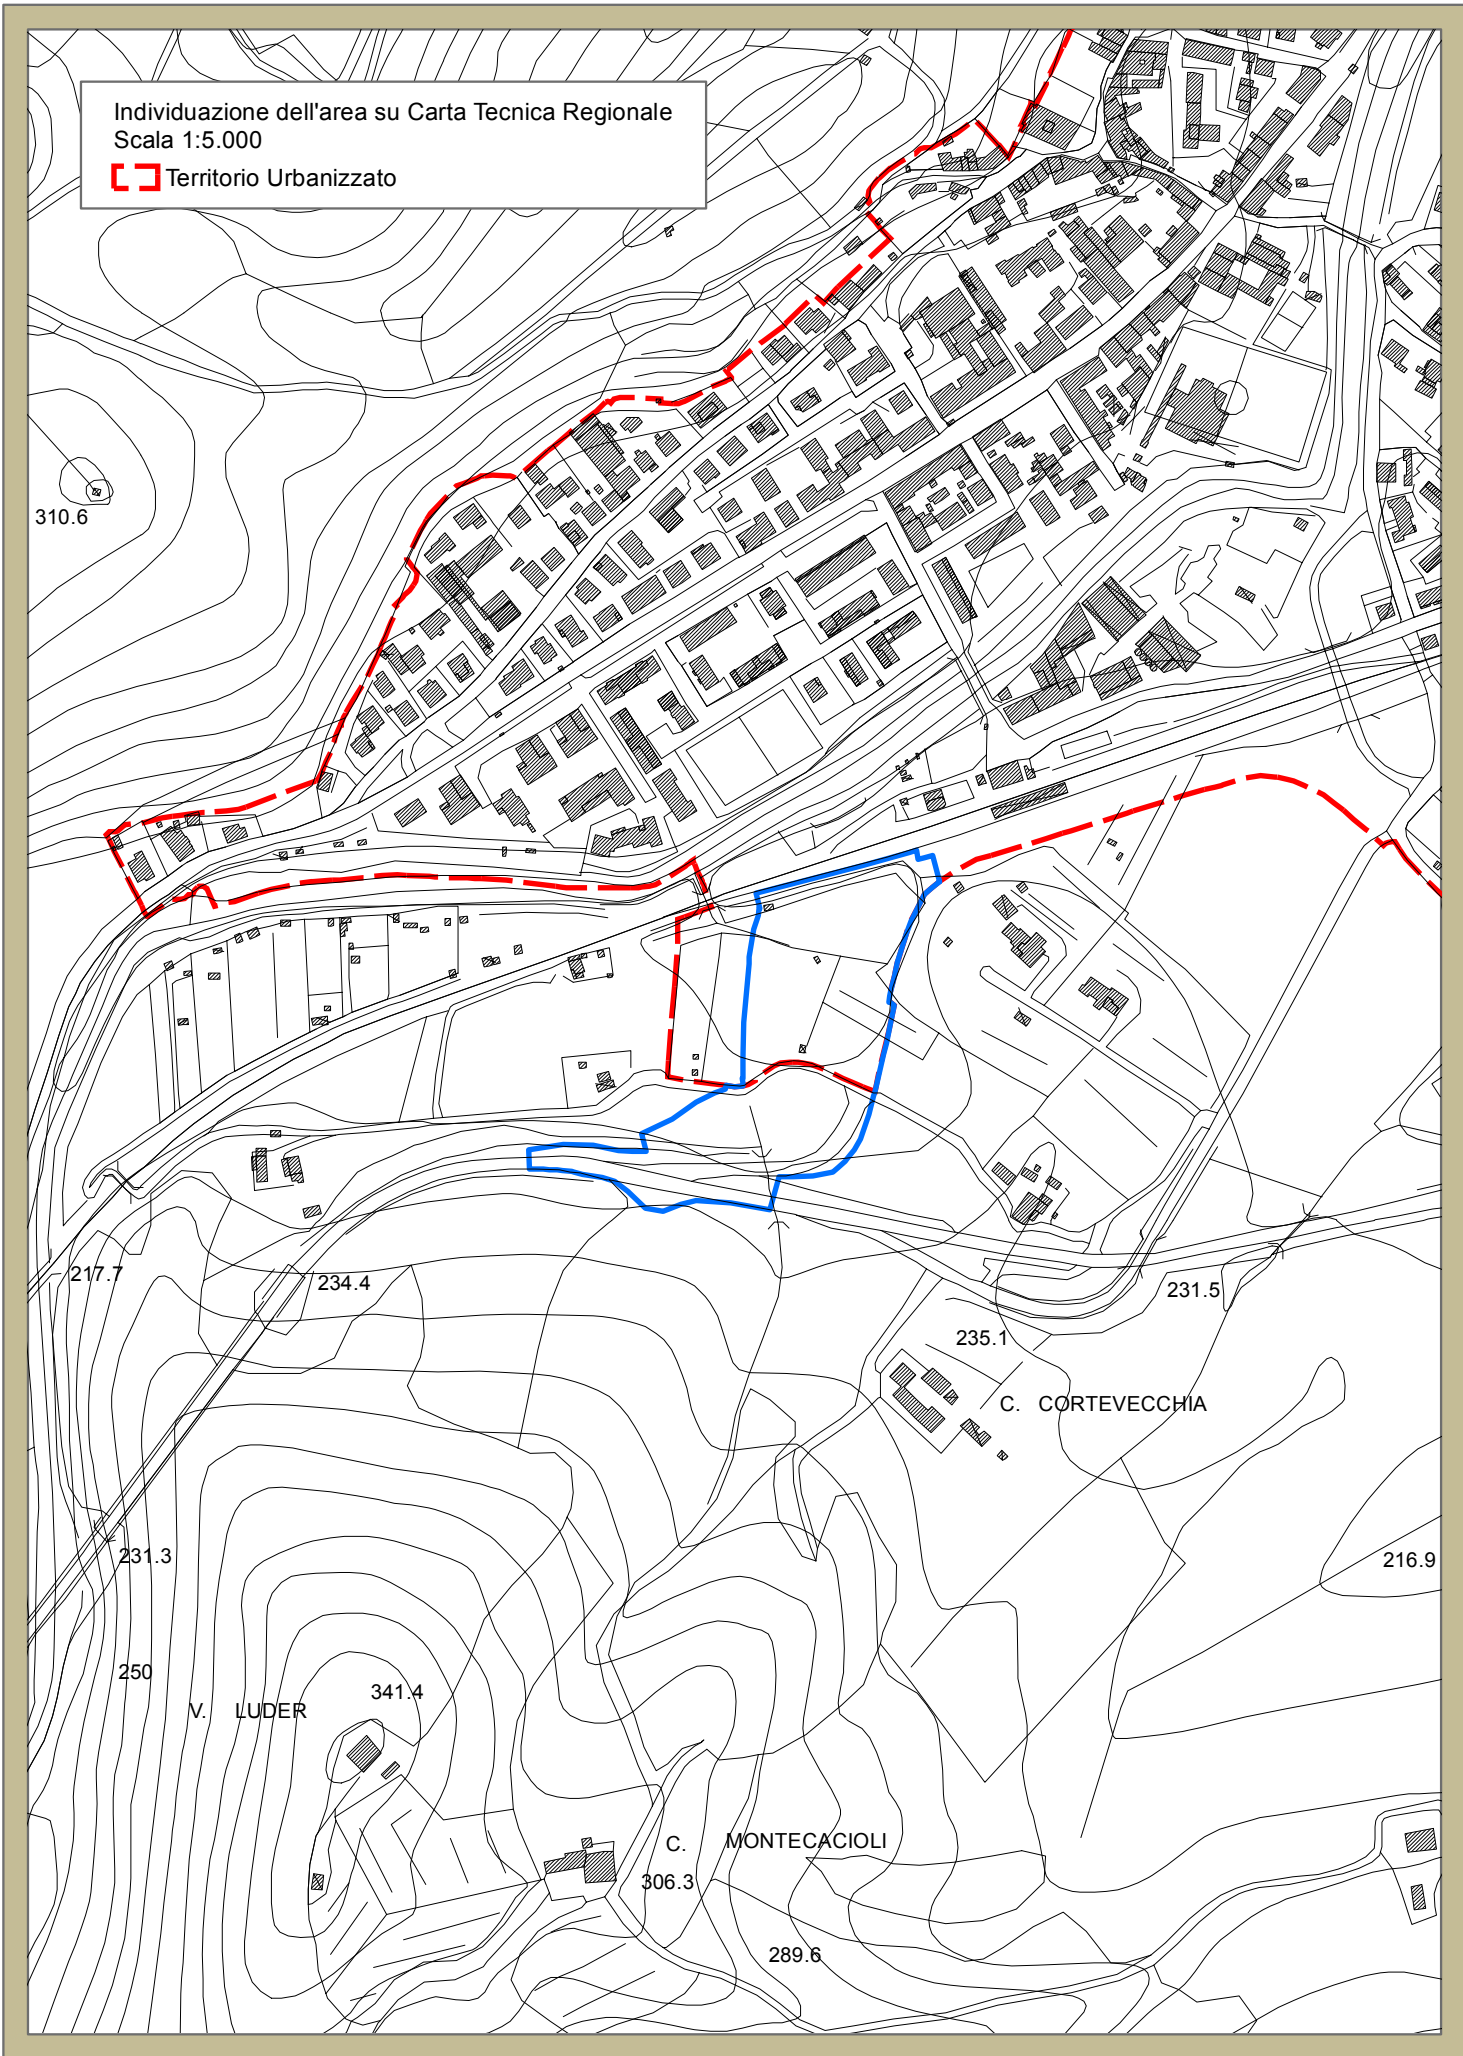 Individuazione dell'area su Carta Tecnica Regionale
Scala 1:5.000
Territorio Urbanizzato
310.6
217.7
234.4
231.5
235.1
C. CORTEVECCHIA
231.3
216.9
250
341.4
V. LUDER
C. MONTECACIOLI
306.3
289.6